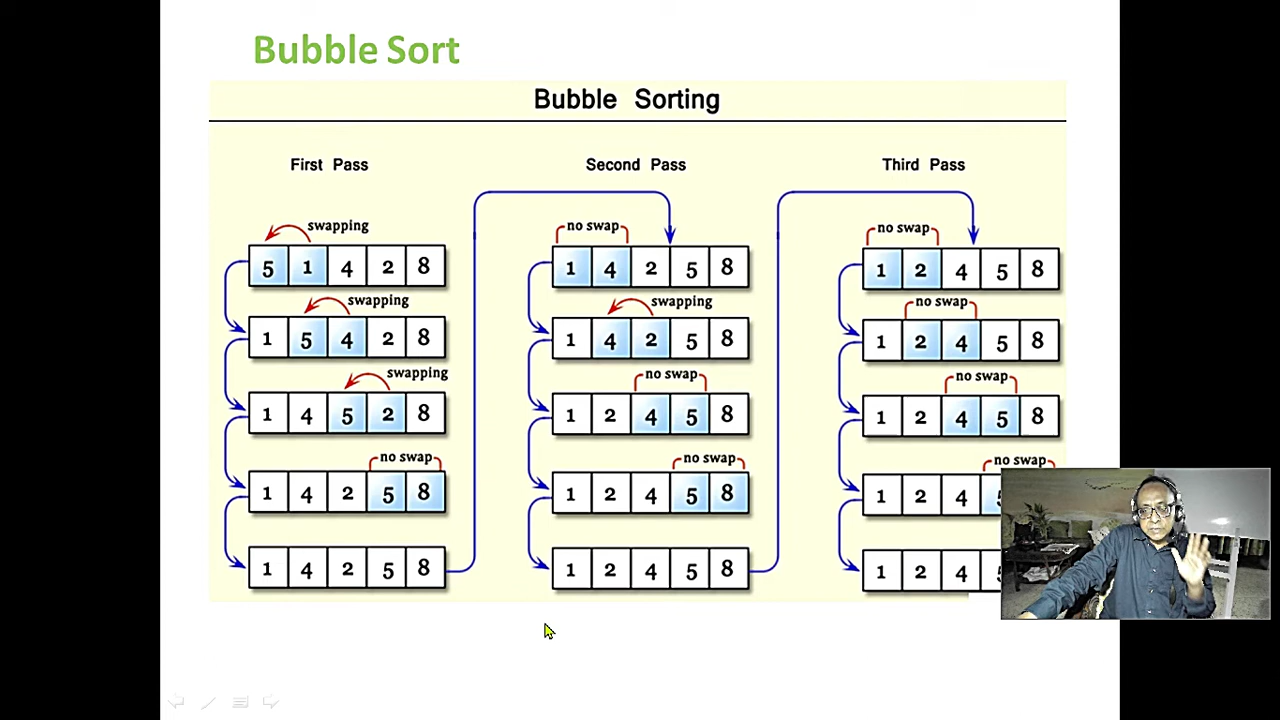 Bubble Sort
Bubble Sorting
First Pass
swapping
5 1 4 2 8
swapping
1 5 4 2 8
swapping
1 4 5 2 8
no swap
1 4 2 5 8
1 4 2 5 8
Second Pass
no swap
1 4 2 5 8
swapping
1 4 2 5 8
no swap
1 2 4 5 8
no swap
1 2 4 5 8
1 2 4 5 8
Third Pass
no swap
1 2 4 5 8
no swap
1 2 4 5 8
no swap
1 2 4 5 8
no swap
1 2 4
1 2 4